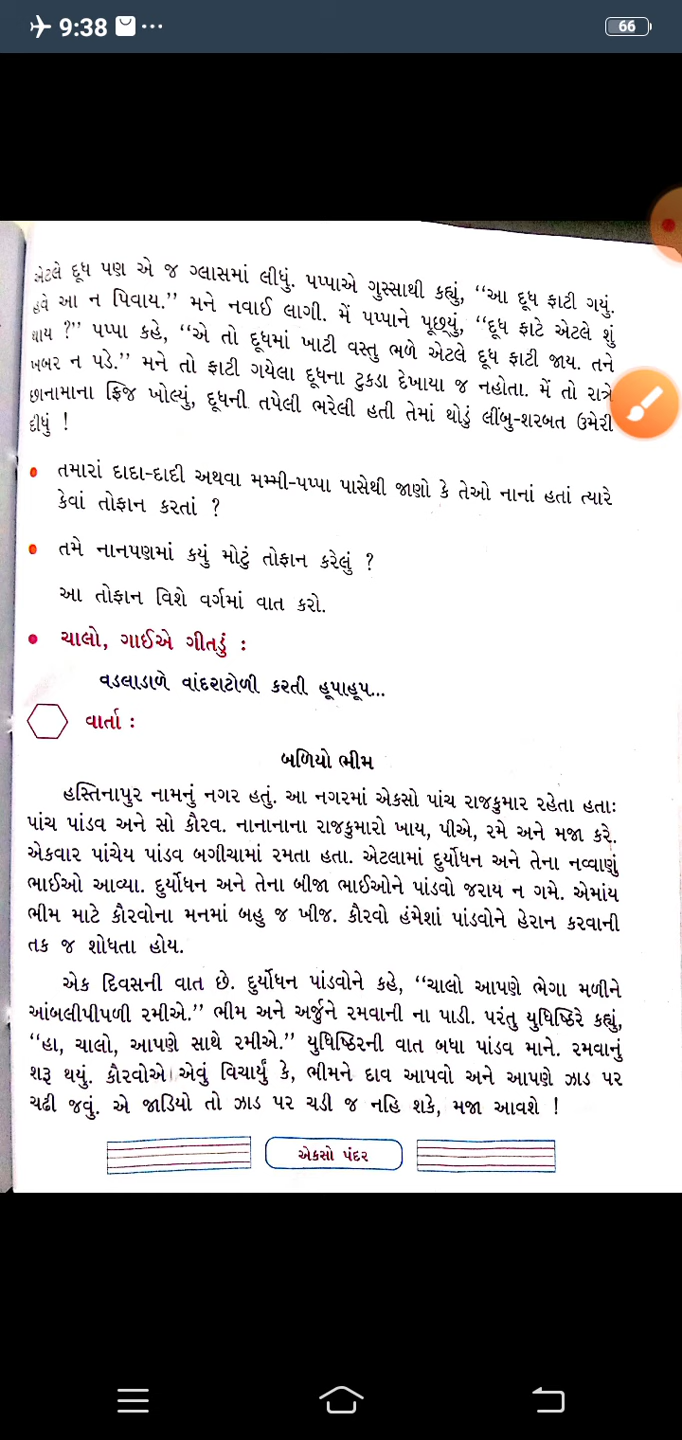 9:38
66
એટલે દૂધ પણ એ જ ગ્લાસમાં લીધું. પપ્પાએ ગુસ્સાથી કહ્યું, “આ દૂધ ફાટી ગયું.
હવે આ ન પિવાય.” મને નવાઈ લાગી. મેં પપ્પાને પૂછ્યું, “દૂધ ફાટે એટલે શું
થાય ?” પપ્પા કહે, “એ તો દૂધમાં ખાટી વસ્તુ ભળે એટલે દૂધ ફાટી જાય. તને
ખબર ન પડે.” મને તો ફાટી ગયેલા દૂધના ટુકડા દેખાયા જ નહોતા. મેં તો રાત્રે
છાનામાના ફ્રિજ ખોલ્યું, દૂધની તપેલી ભરેલી હતી તેમાં થોડું લીંબુ-શરબત ઉમેરી
દીધું !
• તમારાં દાદા-દાદી અથવા મમ્મી-પપ્પા પાસેથી જાણો કે તેઓ નાનાં હતાં ત્યારે
કેવાં તોફાન કરતાં ?
• તમે નાનપણમાં કયું મોટું તોફાન કરેલું ?
આ તોફાન વિશે વર્ગમાં વાત કરો.
• ચાલો, ગાઈએ ગીતડું :
વડલાડાળે વાંદરાટોળી કરતી હૂપાહૂપ...
વાર્તા :
બળિયો ભીમ
હસ્તિનાપુર નામનું નગર હતું. આ નગરમાં એકસો પાંચ રાજકુમાર રહેતા હતાઃ
પાંચ પાંડવ અને સો કૌરવ. નાનાનાના રાજકુમારો ખાય, પીએ, રમે અને મજા કરે.
એકવાર પાંચેય પાંડવ બગીચામાં રમતા હતા. એટલામાં દુર્યોધન અને તેના નવ્વાણું
ભાઈઓ આવ્યા. દુર્યોધન અને તેના બીજા ભાઈઓને પાંડવો જરાય ન ગમે. એમાંય
ભીમ માટે કૌરવોના મનમાં બહુ જ ખીજ. કૌરવો હંમેશાં પાંડવોને હેરાન કરવાની
તક જ શોધતા હોય.
એક દિવસની વાત છે. દુર્યોધન પાંડવોને કહે, “ચાલો આપણે ભેગા મળીને
આંબલીપીપળી રમીએ.” ભીમ અને અર્જુને રમવાની ના પાડી. પરંતુ યુધિષ્ઠિરે કહ્યું,
“હા, ચાલો, આપણે સાથે રમીએ.” યુધિષ્ઠિરની વાત બધા પાંડવ માને. રમવાનું
શરૂ થયું. કૌરવોએ એવું વિચાર્યું કે, ભીમને દાવ આપવો અને આપણે ઝાડ પર
ચઢી જવું. એ જાડિયો તો ઝાડ પર ચડી જ નહિ શકે, મજા આવશે !
એકસો પંદર